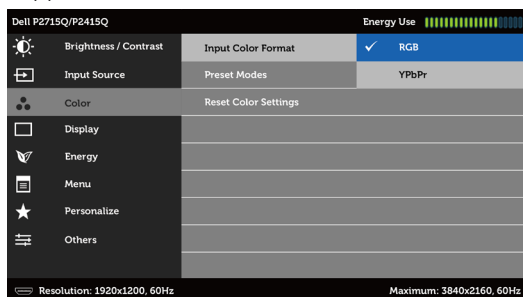 Dell P2715Q/P2415Q Energy Use
Brightness / Contrast Input Color Format RGB
Input Source Preset Modes YPbPr
Color Reset Color Settings
Display
Energy
Menu
Personalize
Others
Resolution: 1920x1200, 60Hz Maximum: 3840x2160, 60Hz